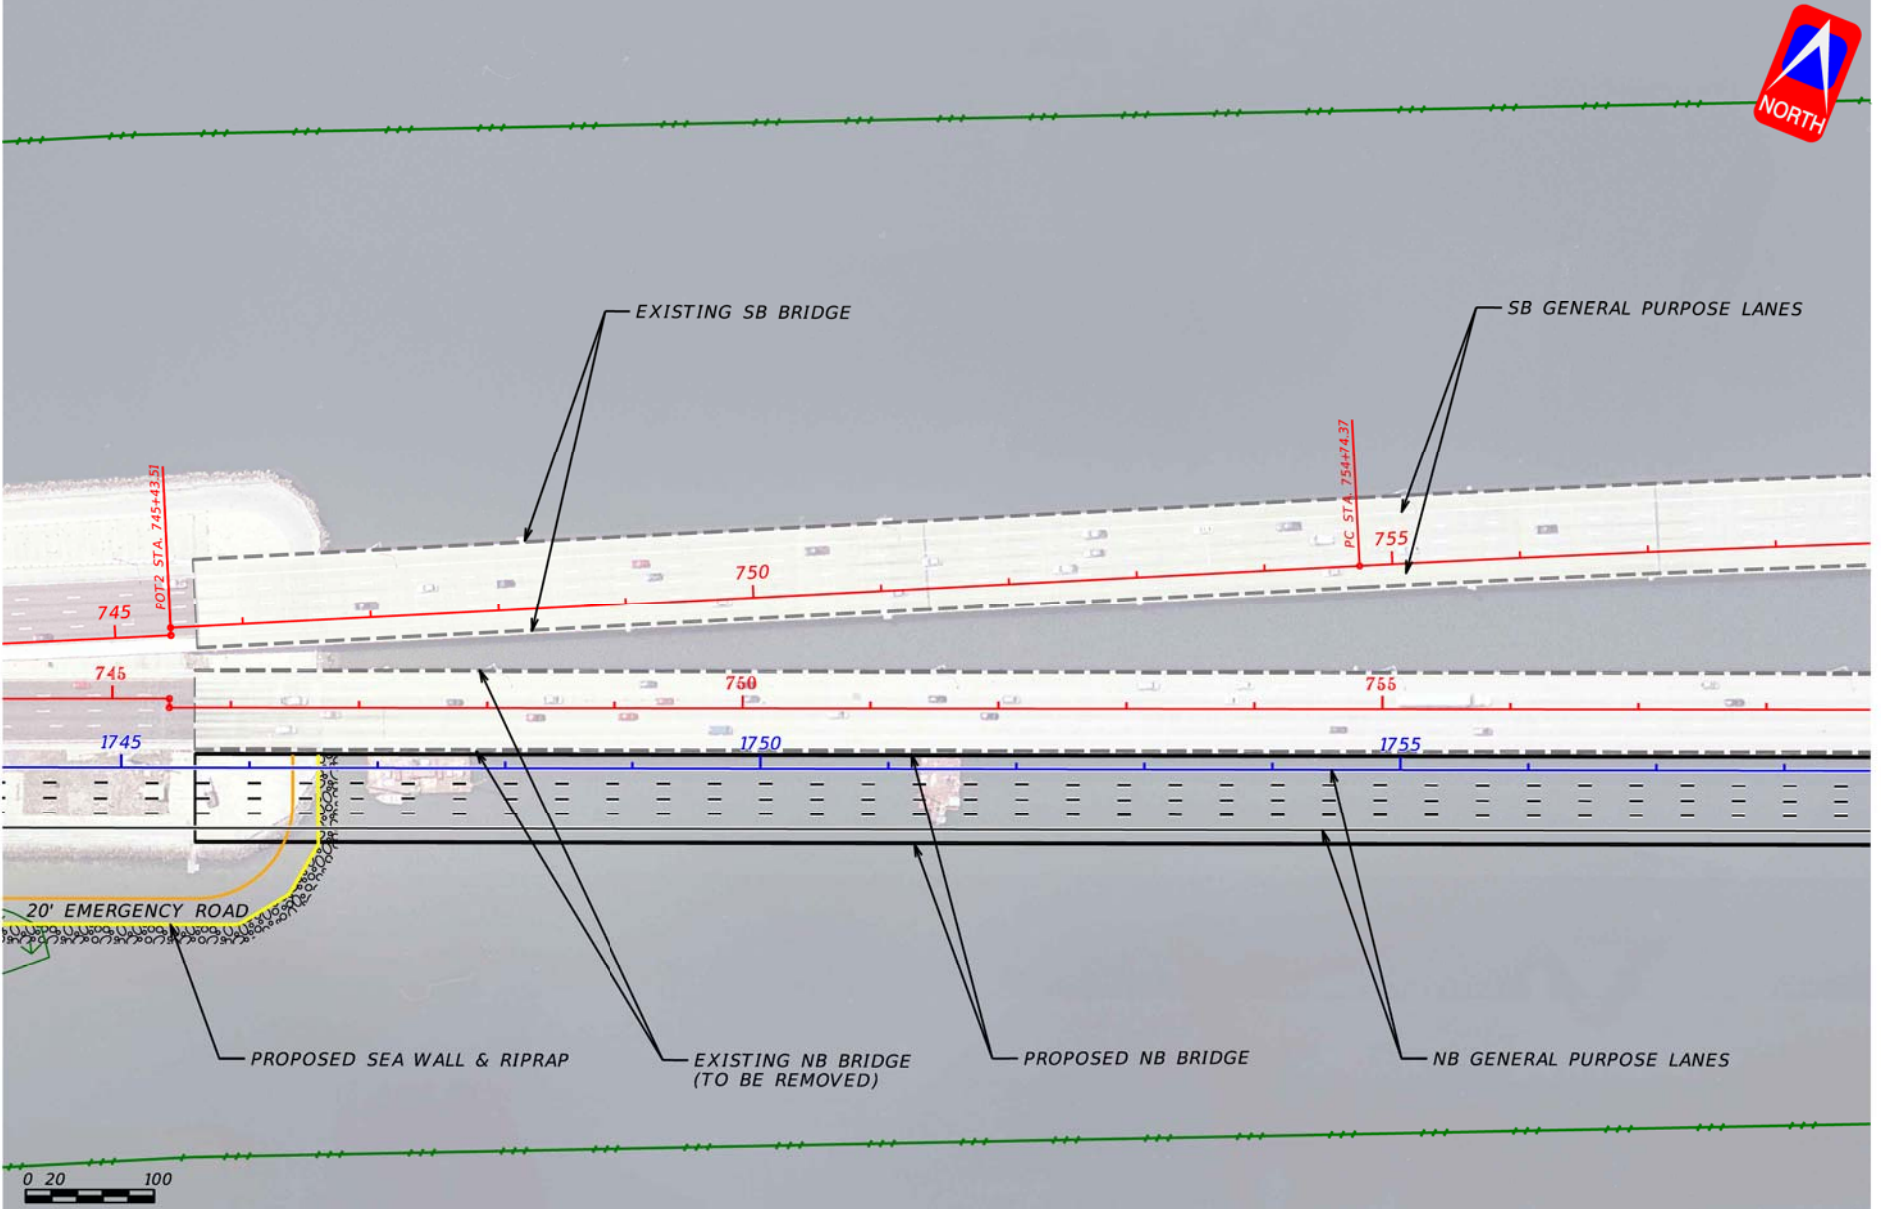 NORTH
EXISTING SB BRIDGE
SB GENERAL PURPOSE LANES
POT2 STA. 745+43.51
PC STA. 754+74.37
745
750
755
745
750
755
1745
1750
1755
20' EMERGENCY ROAD
PROPOSED SEA WALL & RIPRAP
EXISTING NB BRIDGE
(TO BE REMOVED)
PROPOSED NB BRIDGE
NB GENERAL PURPOSE LANES
0 20 100